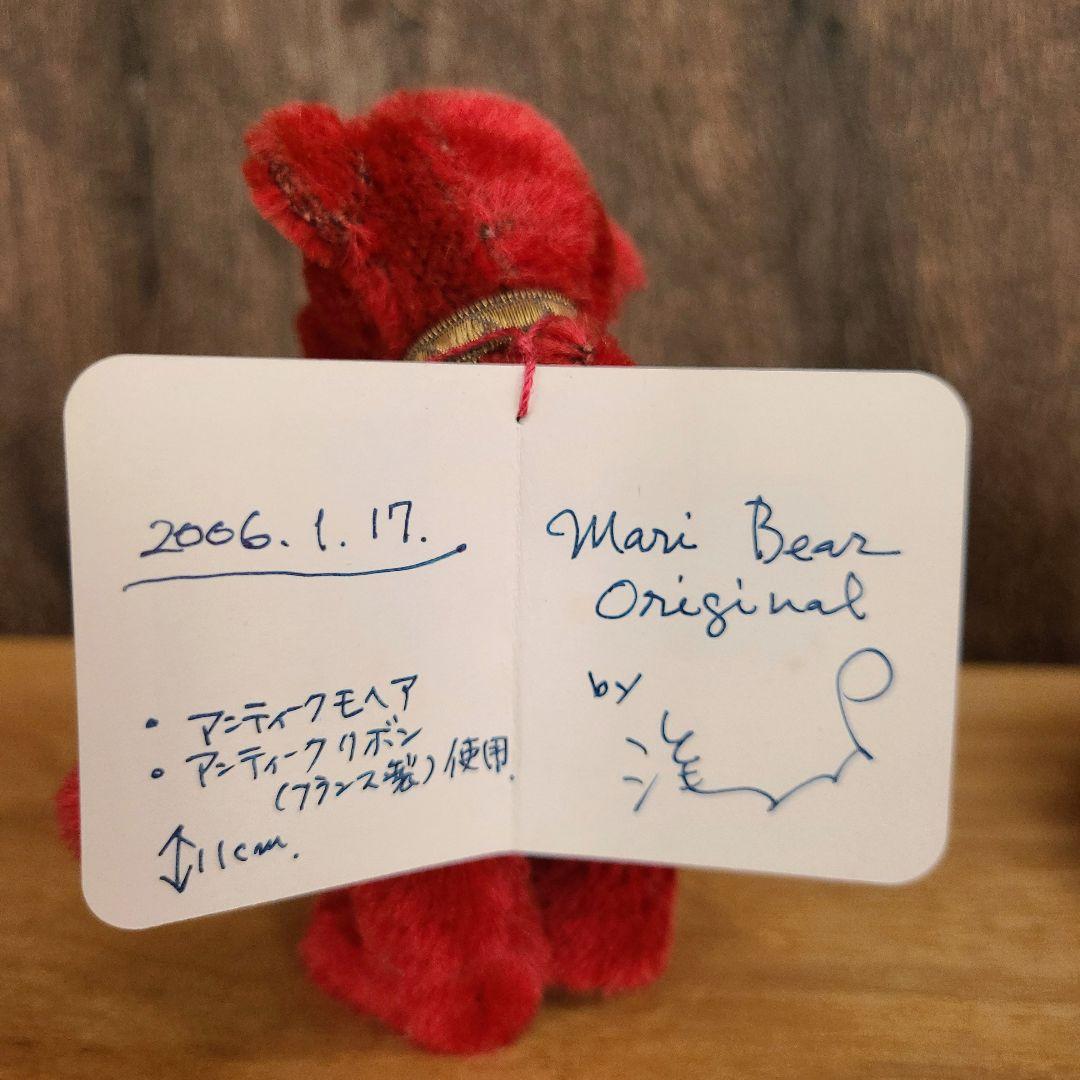 2006.1.17.
• アンティークモヘア
• アンティークリボン
(フランス製)使用.
↕11cm.
Mari Bear
Original
by